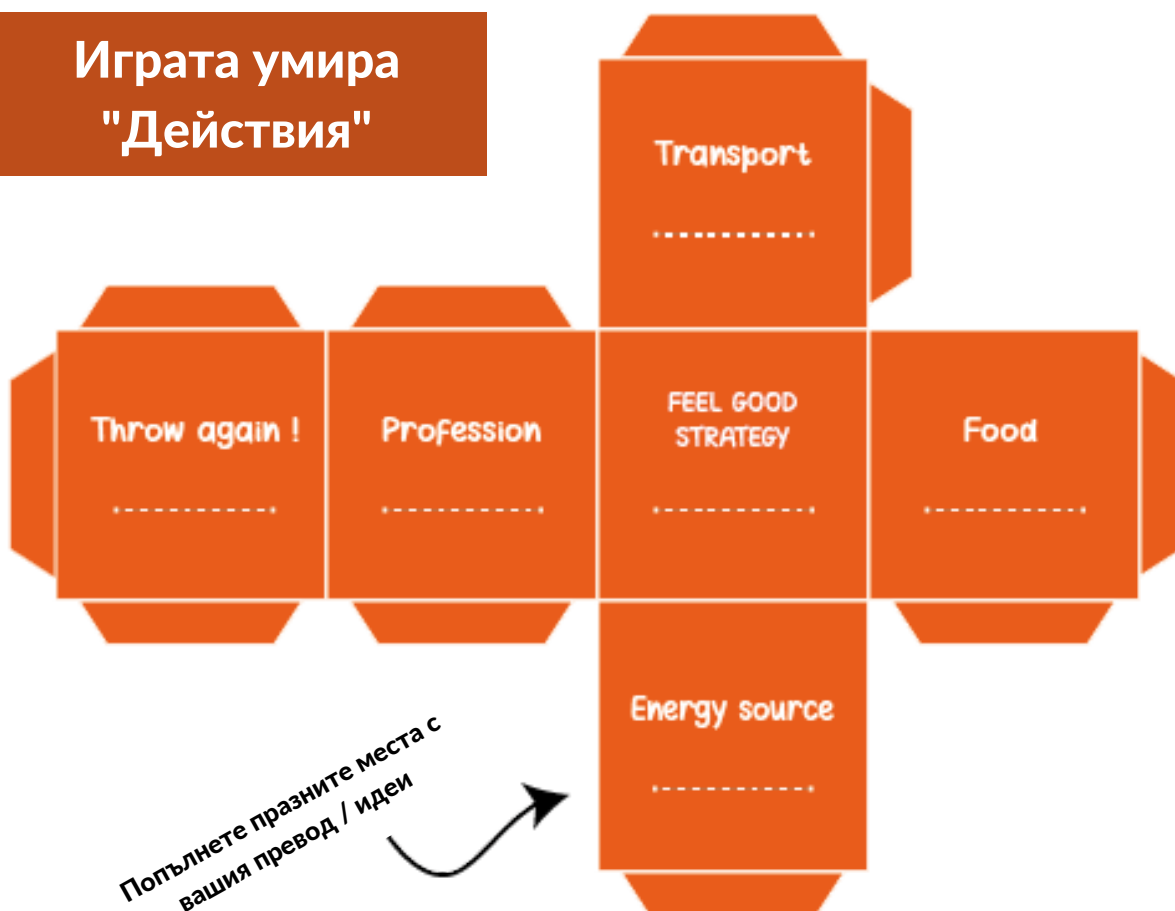 Играта умира
"Действия"
Transport
Throw again !
Profession
FEEL GOOD
STRATEGY
Food
Energy source
Попълнете празните места с
вашия превод / идеи